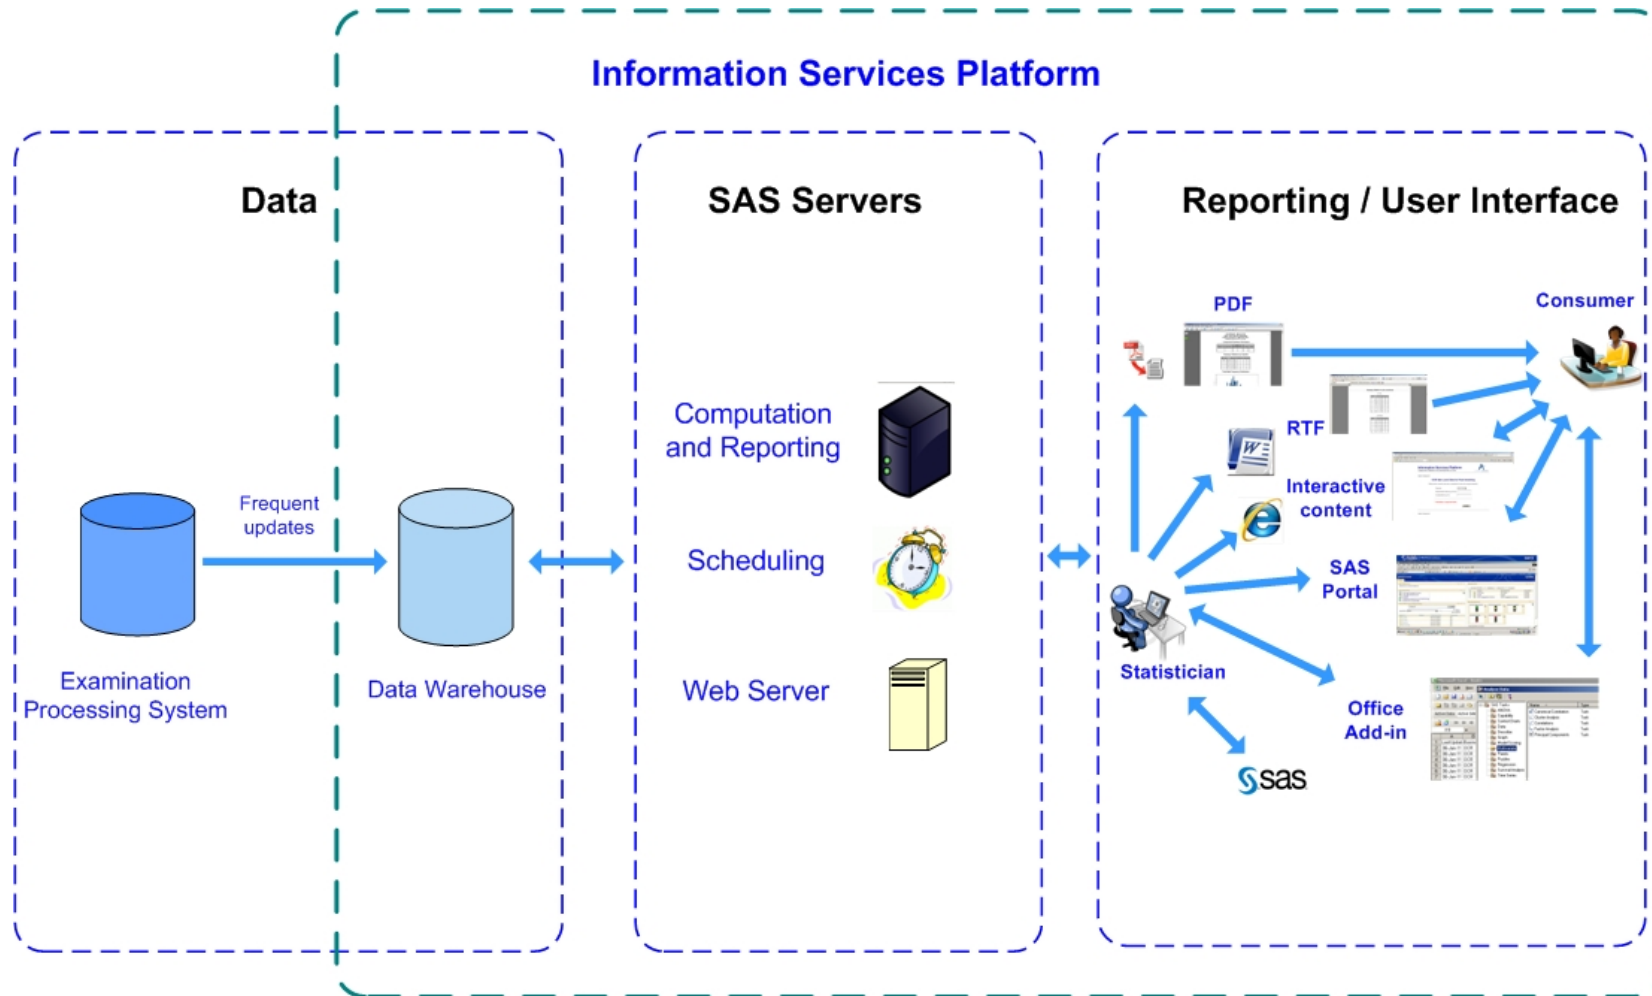 Information Services Platform
Data
SAS Servers
Reporting / User Interface
PDF
Consumer
Computation
and Reporting
RTF
Interactive
content
Frequent
updates
Scheduling
SAS
Portal
Statistician
Examination
Processing System
Data Warehouse
Web Server
Office
Add-in
sas